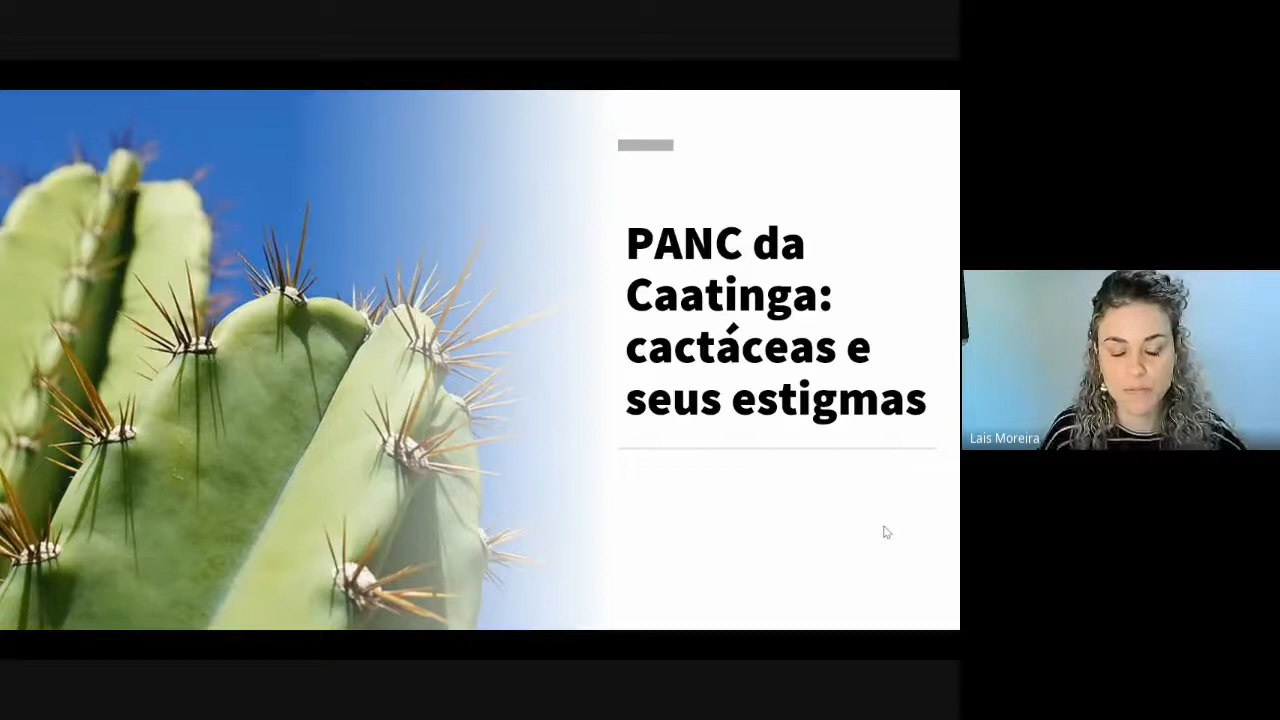 PANC da
Caatinga:
cactáceas e
seus estigmas
Lais Moreira